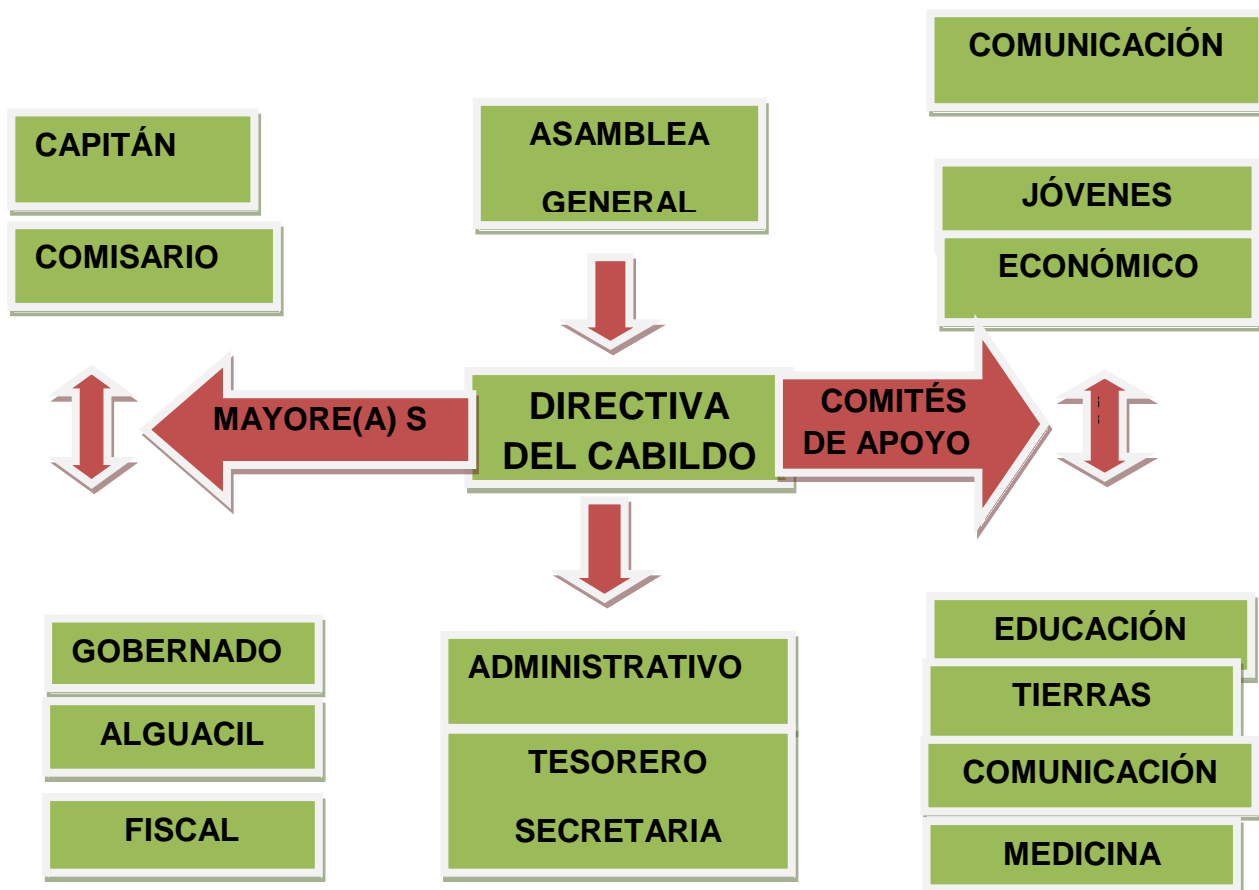 COMUNICACIÓN
CAPITÁN
ASAMBLEA
GENERAL
JÓVENES
COMISARIO
ECONÓMICO
MAYORE(A) S
DIRECTIVA
DEL CABILDO
COMITÉS
DE APOYO
GOBERNADO
ADMINISTRATIVO
EDUCACIÓN
TIERRAS
ALGUACIL
TESORERO
COMUNICACIÓN
FISCAL
SECRETARIA
MEDICINA